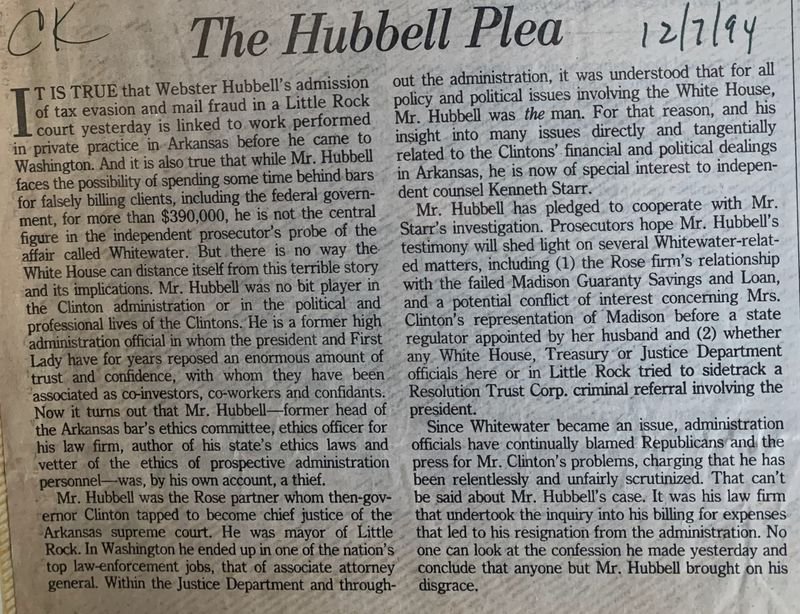 CK
The Hubbell Plea
12/7/94
IT IS TRUE that Webster Hubbell's admission
of tax evasion and mail fraud in a Little Rock
court yesterday is linked to work performed
in private practice in Arkansas before he came to
Washington. And it is also true that while Mr. Hubbell
faces the possibility of spending some time behind bars
for falsely billing clients, including the federal govern-
ment, for more than $390,000, he is not the central
figure in the independent prosecutor's probe of the
affair called Whitewater. But there is no way the
White House can distance itself from this terrible story
and its implications. Mr. Hubbell was no bit player in
the Clinton administration or in the political and
professional lives of the Clintons. He is a former high
administration official in whom the president and First
Lady have for years reposed an enormous amount of
trust and confidence, with whom they have been
associated as co-investors, co-workers and confidants.
Now it turns out that Mr. Hubbell—former head of
the Arkansas bar's ethics committee, ethics officer for
his law firm, author of his state's ethics laws and
vetter of the ethics of prospective administration
personnel—was, by his own account, a thief.
Mr. Hubbell was the Rose partner whom then-gov-
ernor Clinton tapped to become chief justice of the
Arkansas supreme court. He was mayor of Little
Rock. In Washington he ended up in one of the nation's
top law-enforcement jobs, that of associate attorney
general. Within the Justice Department and through-
out the administration, it was understood that for all
policy and political issues involving the White House,
Mr. Hubbell was the man. For that reason, and his
insight into many issues directly and tangentially
related to the Clintons' financial and political dealings
in Arkansas, he is now of special interest to indepen-
dent counsel Kenneth Starr.
Mr. Hubbell has pledged to cooperate with Mr.
Starr's investigation. Prosecutors hope Mr. Hubbell's
testimony will shed light on several Whitewater-relat-
ed matters, including (1) the Rose firm's relationship
with the failed Madison Guaranty Savings and Loan,
and a potential conflict of interest concerning Mrs.
Clinton's representation of Madison before a state
regulator appointed by her husband and (2) whether
any White House, Treasury or Justice Department
officials here or in Little Rock tried to sidetrack a
Resolution Trust Corp. criminal referral involving the
president.
Since Whitewater became an issue, administration
officials have continually blamed Republicans and the
press for Mr. Clinton's problems, charging that he has
been relentlessly and unfairly scrutinized. That can't
be said about Mr. Hubbell's case. It was his law firm
that undertook the inquiry into his billing for expenses
that led to his resignation from the administration. No
one can look at the confession he made yesterday and
conclude that anyone but Mr. Hubbell brought on his
disgrace.